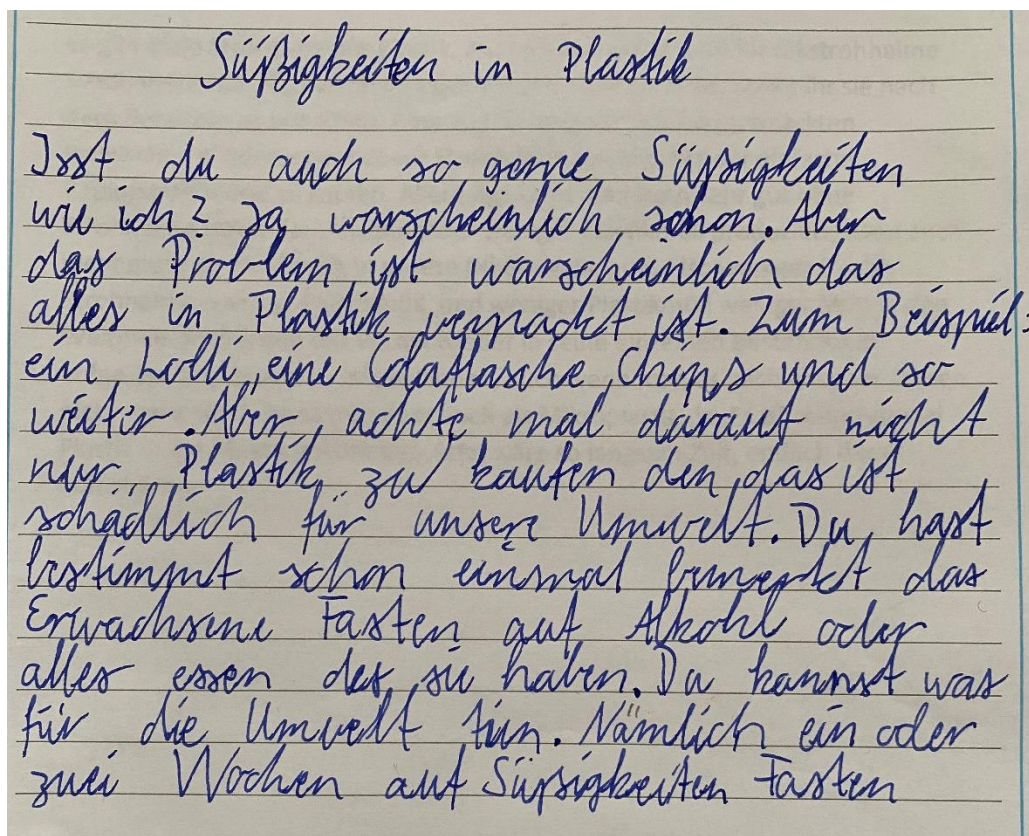 Süßigkeiten in Plastik
Isst du auch so gerne Süßigkeiten
wie ich? Ja warscheinlich schon. Aber
das Problem ist warscheinlich das
alles in Plastik verpackt ist. Zum Beispiel:
ein Lolli, eine Colaflasche, Chips und so
weiter. Aber achte mal darauf nicht
nur Plastik zu kaufen den das ist
schädlich für unsere Umwelt. Du hast
bestimmt schon einmal bemerkt das
Erwachsene Fasten auf Alkohl oder
alles essen des sie haben. Du kannst was
für die Umwelt tun. Nämlich ein oder
zwei Wochen auf Süßigkeiten Fasten